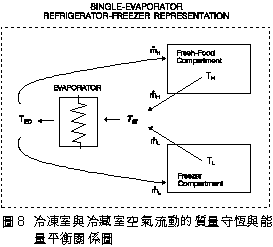 SINGLE-EVAPORATOR
REFRIGERATOR-FREEZER REPRESENTATION
ṁH
Fresh-Food
Compartment
TH
EVAPORATOR
ṁH
TED
TEI
ṁL
TL
Freezer
Compartment
ṁL
圖8 冷凍室與冷藏室空氣流動的質量守恆與能
量平衡關係圖